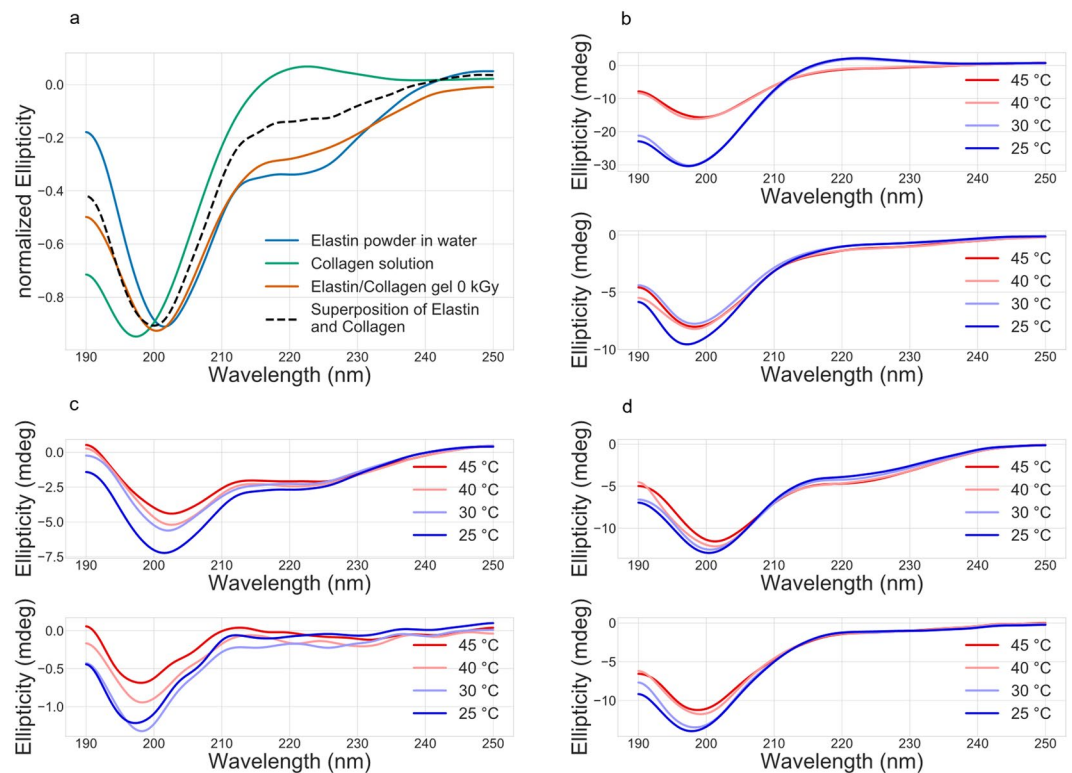 a
0.0
−0.2
−0.4
−0.6
−0.8
normalized Ellipticity
Elastin powder in water
Collagen solution
Elastin/Collagen gel 0 kGy
Superposition of Elastin
and Collagen
190 200 210 220 230 240 250
Wavelength (nm)
b
0
−10
−20
−30
Ellipticity (mdeg)
45 °C
40 °C
30 °C
25 °C
190 200 210 220 230 240 250
Wavelength (nm)
0
−5
−10
Ellipticity (mdeg)
45 °C
40 °C
30 °C
25 °C
190 200 210 220 230 240 250
Wavelength (nm)
c
0.0
−2.5
−5.0
−7.5
Ellipticity (mdeg)
45 °C
40 °C
30 °C
25 °C
190 200 210 220 230 240 250
Wavelength (nm)
0.0
−0.5
−1.0
Ellipticity (mdeg)
45 °C
40 °C
30 °C
25 °C
190 200 210 220 230 240 250
Wavelength (nm)
d
0
−5
−10
Ellipticity (mdeg)
45 °C
40 °C
30 °C
25 °C
190 200 210 220 230 240 250
Wavelength (nm)
0
−5
−10
Ellipticity (mdeg)
45 °C
40 °C
30 °C
25 °C
190 200 210 220 230 240 250
Wavelength (nm)